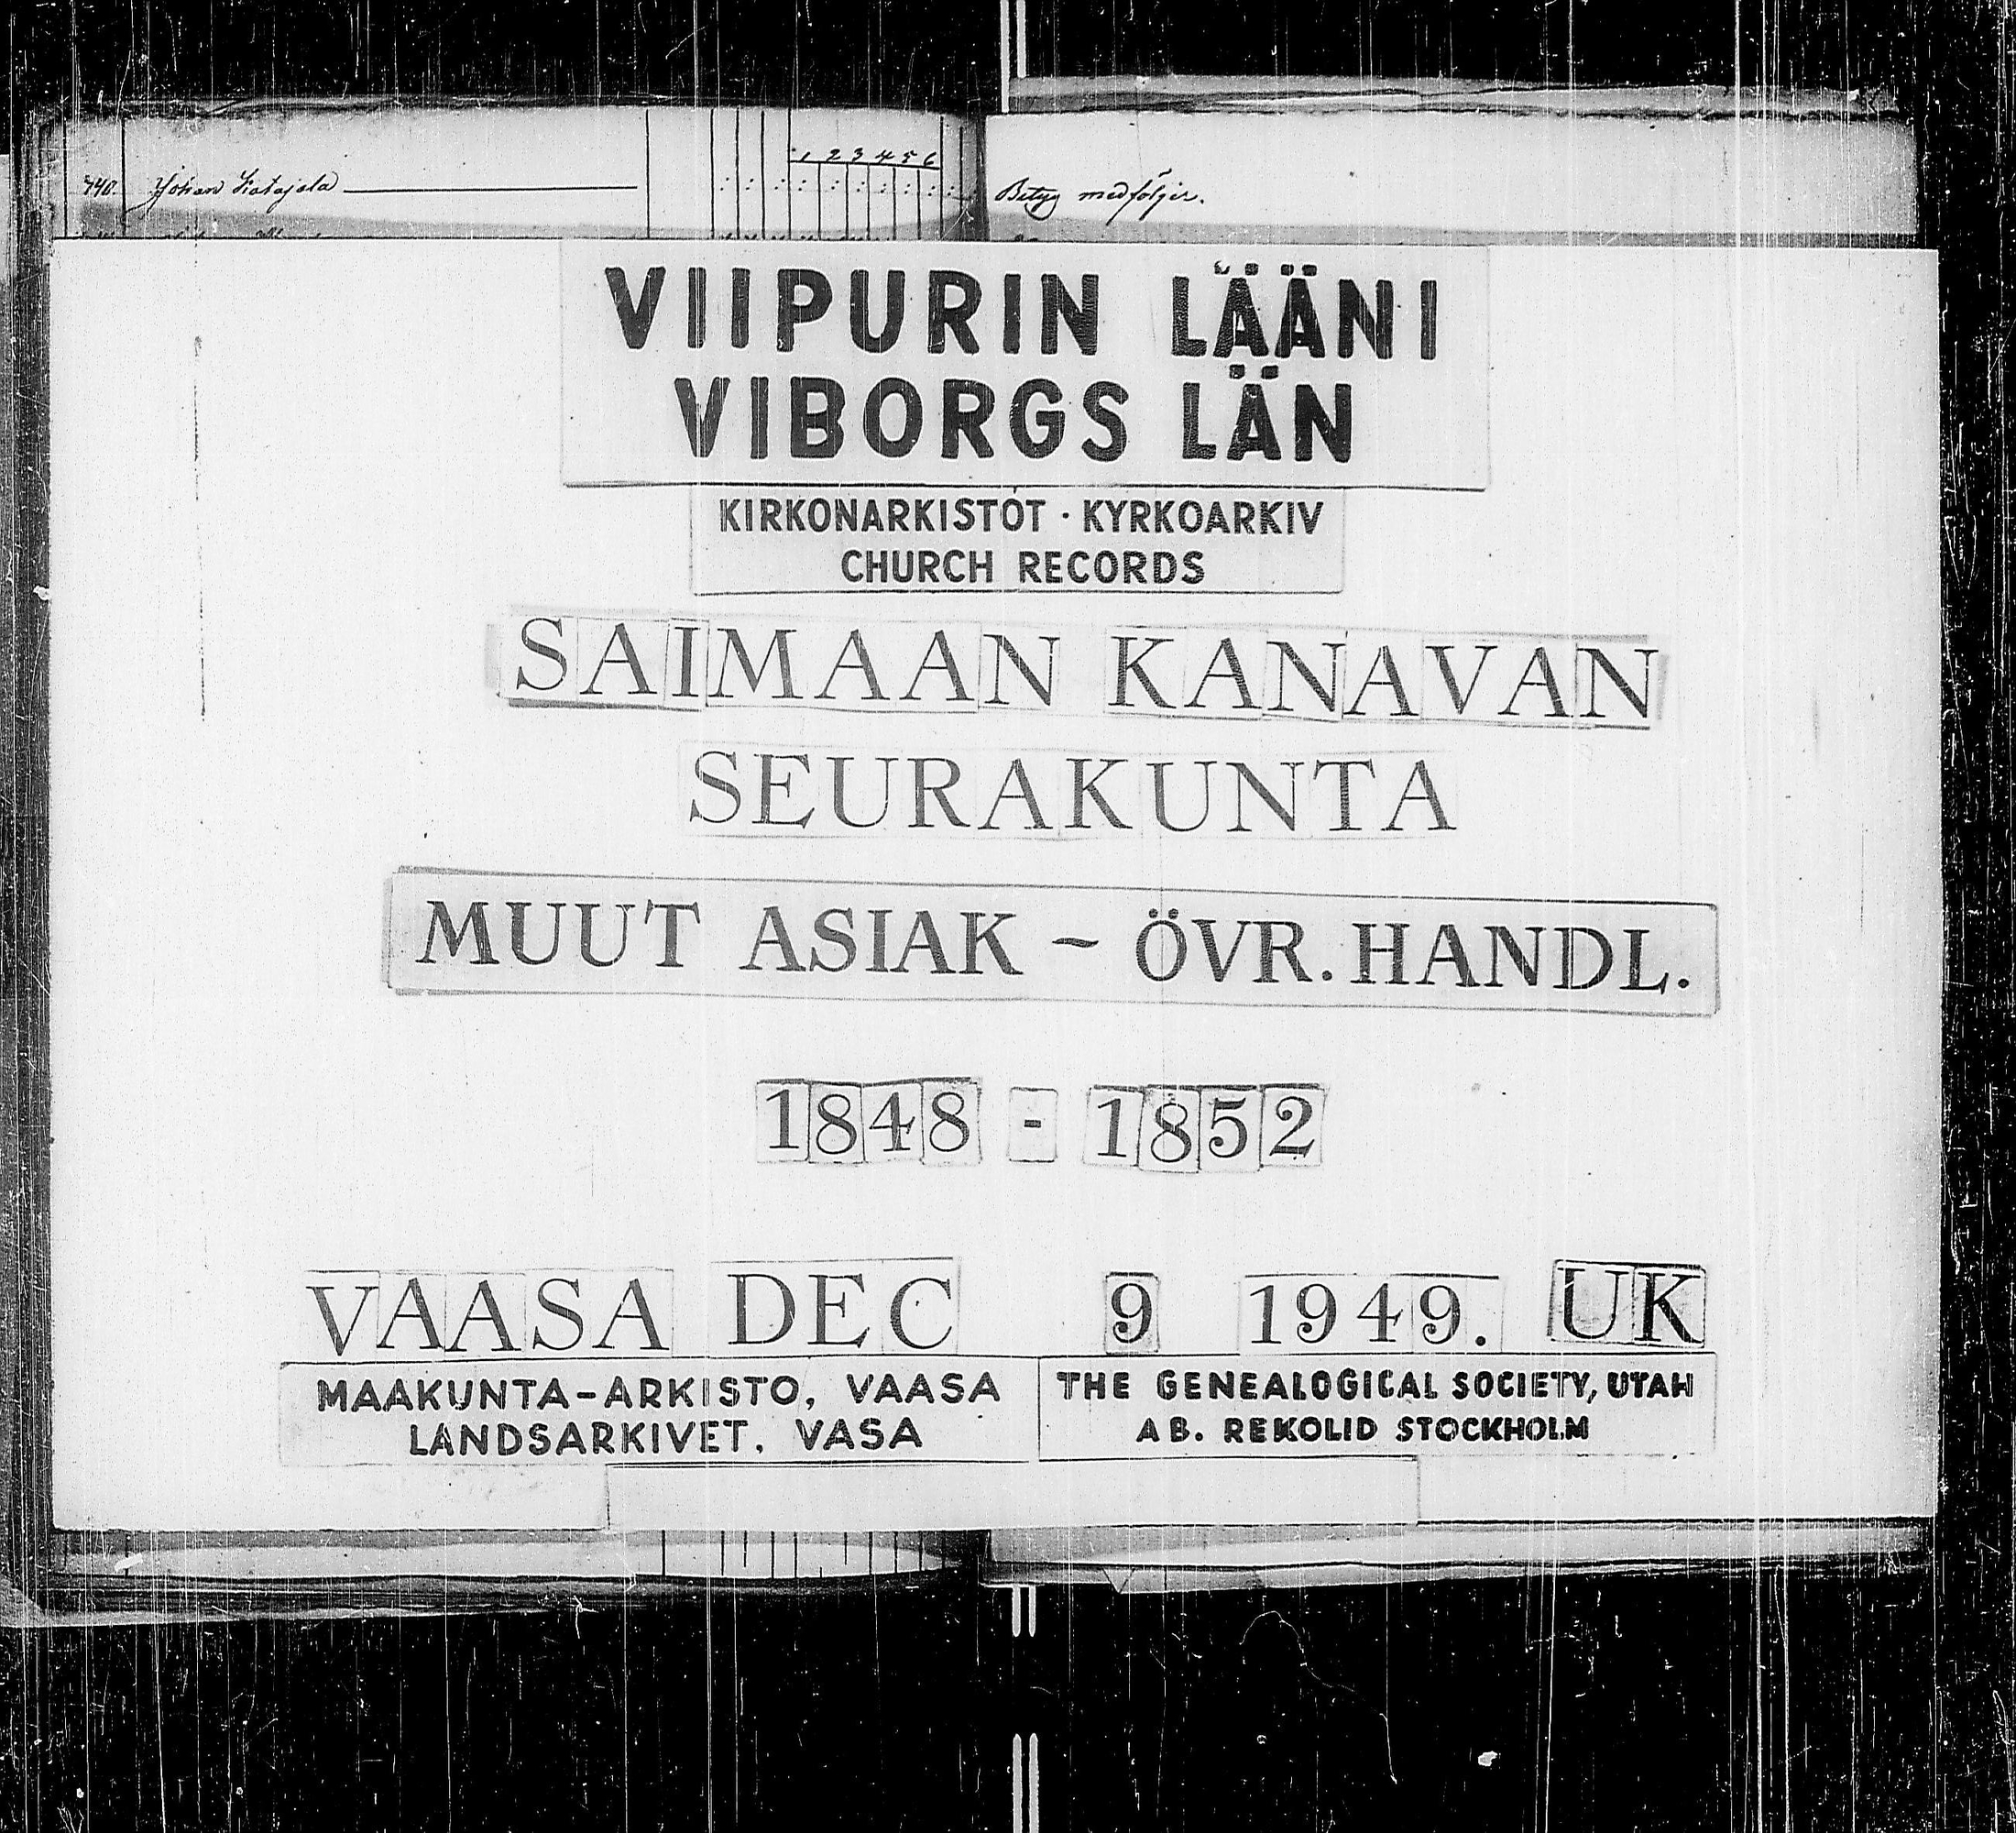 1 2 3 4 5 6
740. Johan Katajala
Betyg medföljer.
VIIPURIN LÄÄNI
VIBORGS LÄN
KIRKONARKISTOT · KYRKOARKIV
CHURCH RECORDS
SAIMAAN KANAVAN
SEURAKUNTA
MUUT ASIAK - ÖVR. HANDL.
1848 - 1852
VAASA DEC 9 1949. UK
MAAKUNTA-ARKISTO, VAASA
LANDSARKIVET, VASA
THE GENEALOGICAL SOCIETY, UTAH
AB. REKOLID STOCKHOLM